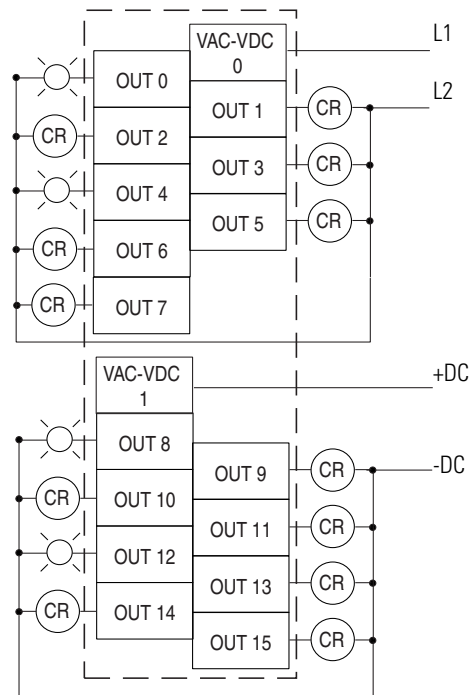 VAC-VDC
0
L1
OUT 0
OUT 1
CR
L2
CR
OUT 2
OUT 3
CR
OUT 4
OUT 5
CR
CR
OUT 6
CR
OUT 7
VAC-VDC
1
+DC
OUT 8
OUT 9
CR
-DC
CR
OUT 10
OUT 11
CR
OUT 12
OUT 13
CR
CR
OUT 14
OUT 15
CR